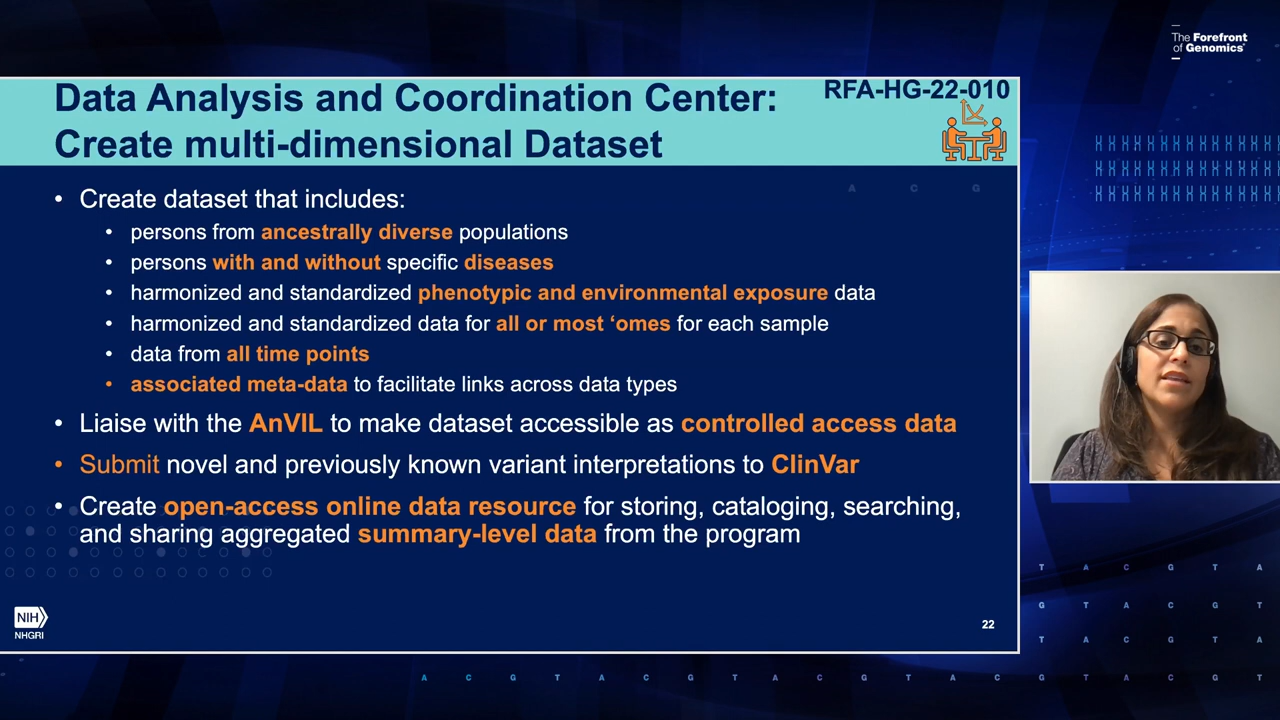 The Forefront
of Genomics®
Data Analysis and Coordination Center:
RFA-HG-22-010
Create multi-dimensional Dataset
A C G
• Create dataset that includes:
• persons from ancestrally diverse populations
• persons with and without specific diseases
• harmonized and standardized phenotypic and environmental exposure data
• harmonized and standardized data for all or most ‘omes for each sample
• data from all time points
• associated meta-data to facilitate links across data types
• Liaise with the AnVIL to make dataset accessible as controlled access data
• Submit novel and previously known variant interpretations to ClinVar
• Create open-access online data resource for storing, cataloging, searching,
and sharing aggregated summary-level data from the program
T A C G T A
G T A C G T
NIH
NHGRI
22
T A C G T A
A C G T A C G T A C G T A C G T A C G T A